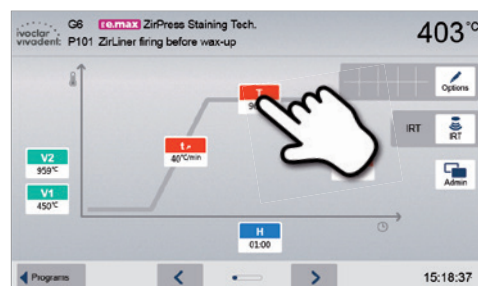 ivoclar
vivadent:
G6 e.max ZirPress Staining Tech.
P101 ZirLiner firing before wax-up
403°C
T
Options
IRT
IRT
t
40°C/min
V2
959°C
Admin
V1
450°C
H
01:00
Programs
15:18:37